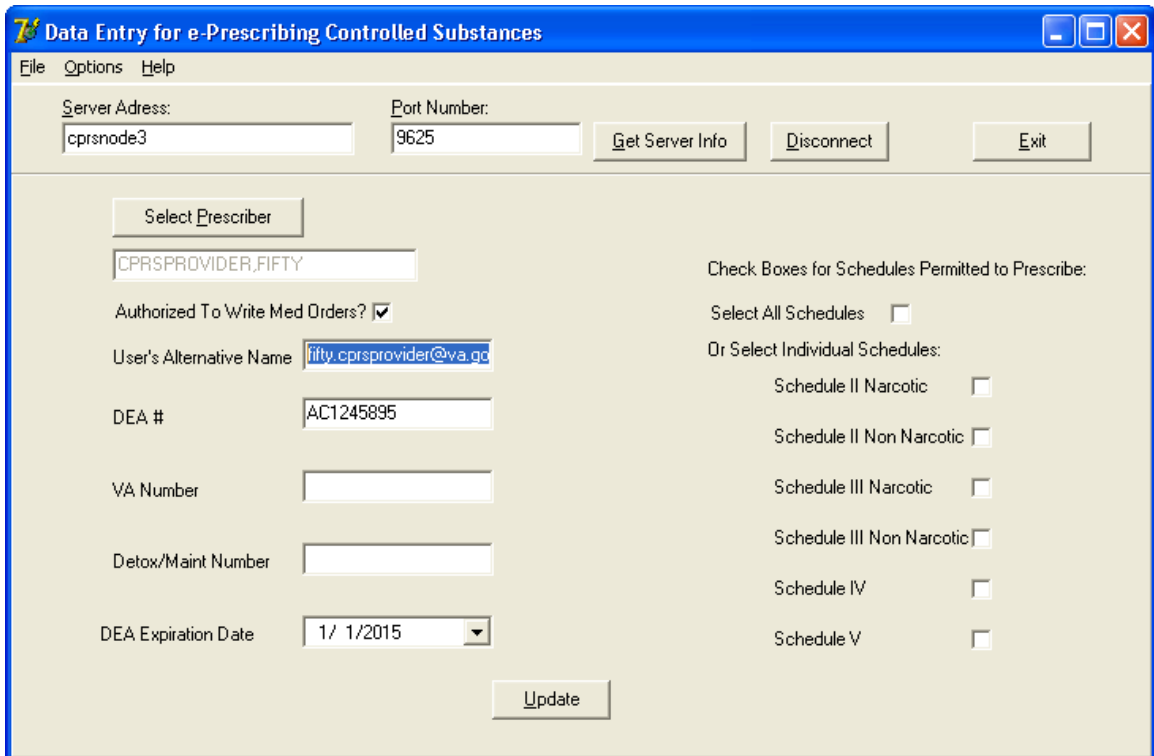 Data Entry for e-Prescribing Controlled Substances
File Options Help
Server Adress: Port Number:
cprsnode3 9625 Get Server Info Disconnect Exit
Select Prescriber
CPRSPROVIDER,FIFTY
Check Boxes for Schedules Permitted to Prescribe:
Authorized To Write Med Orders? Select All Schedules
User's Alternative Name fifty.cprsprovider@va.go Or Select Individual Schedules:
Schedule II Narcotic
DEA # AC1245895
Schedule II Non Narcotic
VA Number Schedule III Narcotic
Schedule III Non Narcotic
Detox/Maint Number
Schedule IV
DEA Expiration Date 1/ 1/2015 Schedule V
Update